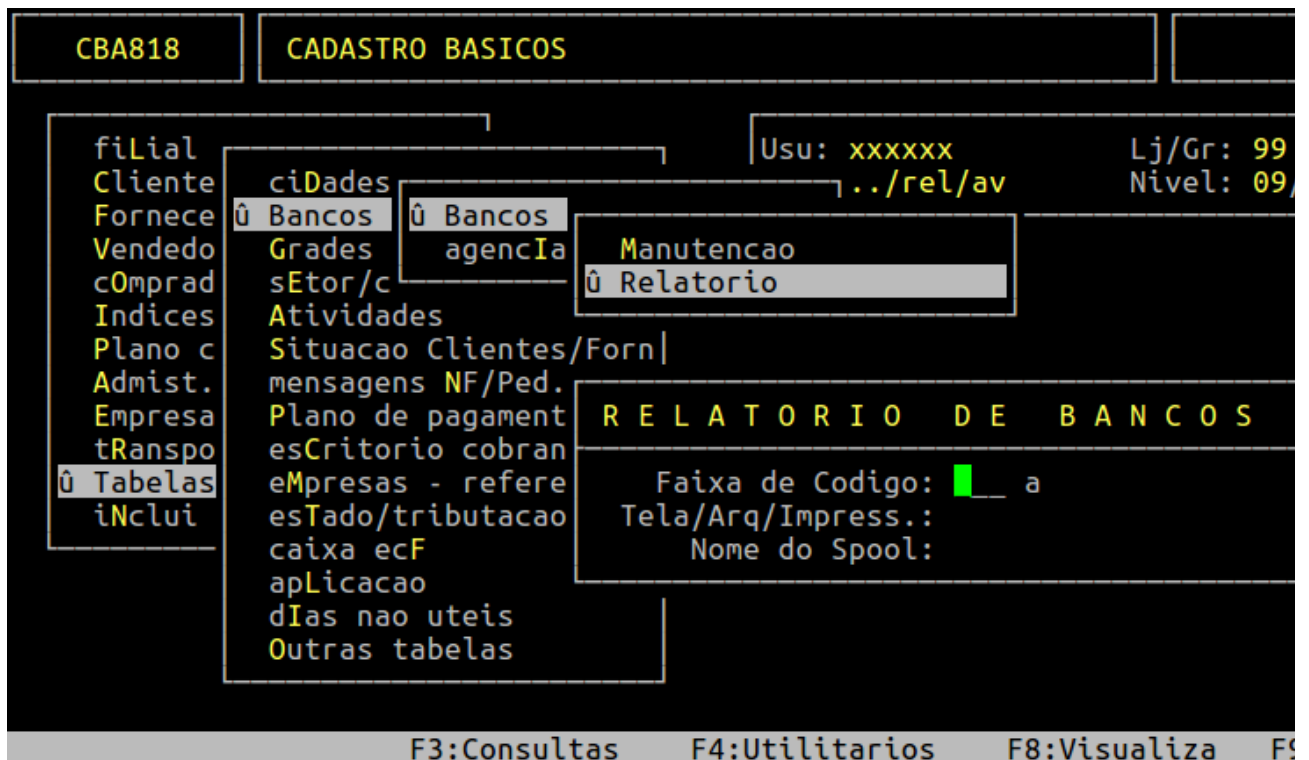 CBA818 CADASTRO BASICOS
fiLial
Cliente
Fornece
Vendedo
cOmprad
Indices
Plano c
Admist.
Empresa
tRanspo
û Tabelas
iNclui
ciDades
û Bancos
Grades
sEtor/c
Atividades
Situacao Clientes/Forn
mensagens NF/Ped.
Plano de pagament
esCritorio cobran
eMpresas - refere
esTado/tributacao
caixa ecF
apLicacao
dIas nao uteis
Outras tabelas
û Bancos
agencIa
Manutencao
û Relatorio
Usu: xxxxxx Lj/Gr: 99
../rel/av Nivel: 09/
R E L A T O R I O D E B A N C O S
Faixa de Codigo: __ a
Tela/Arq/Impress.:
Nome do Spool:
F3:Consultas F4:Utilitarios F8:Visualiza F9